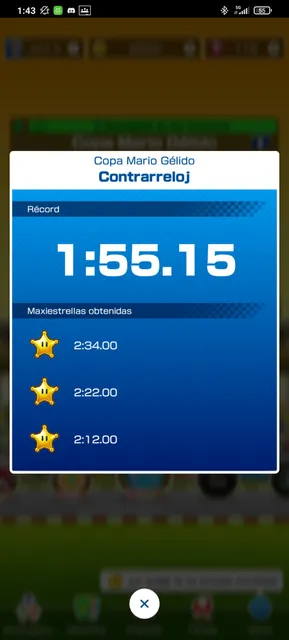 1:43
55
Copa Mario Gélido
Contrarreloj
Récord
1:55.15
Maxiestrellas obtenidas
2:34.00
2:22.00
2:12.00